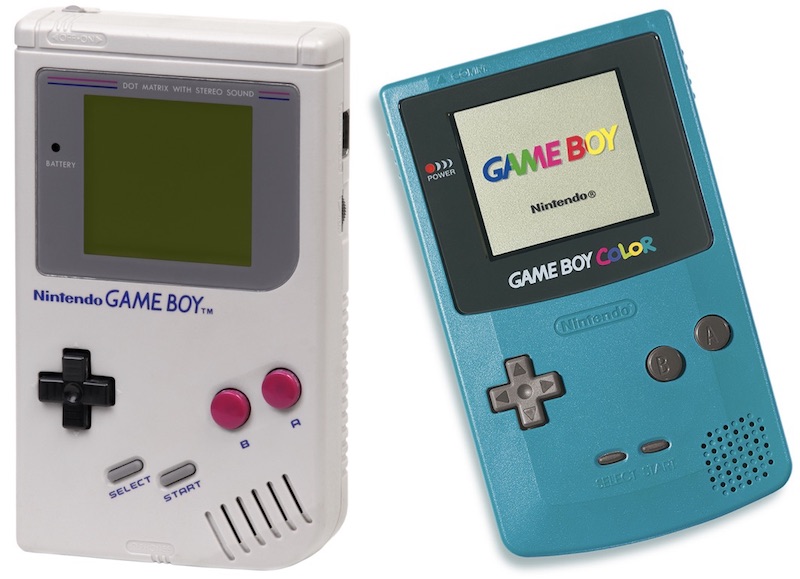 DOT MATRIX WITH STEREO SOUND
BATTERY
Nintendo GAME BOY™
B
A
SELECT
START
COMM.
POWER
GAME BOY
Nintendo®
GAME BOY COLOR
Nintendo
B
A
SELECT START